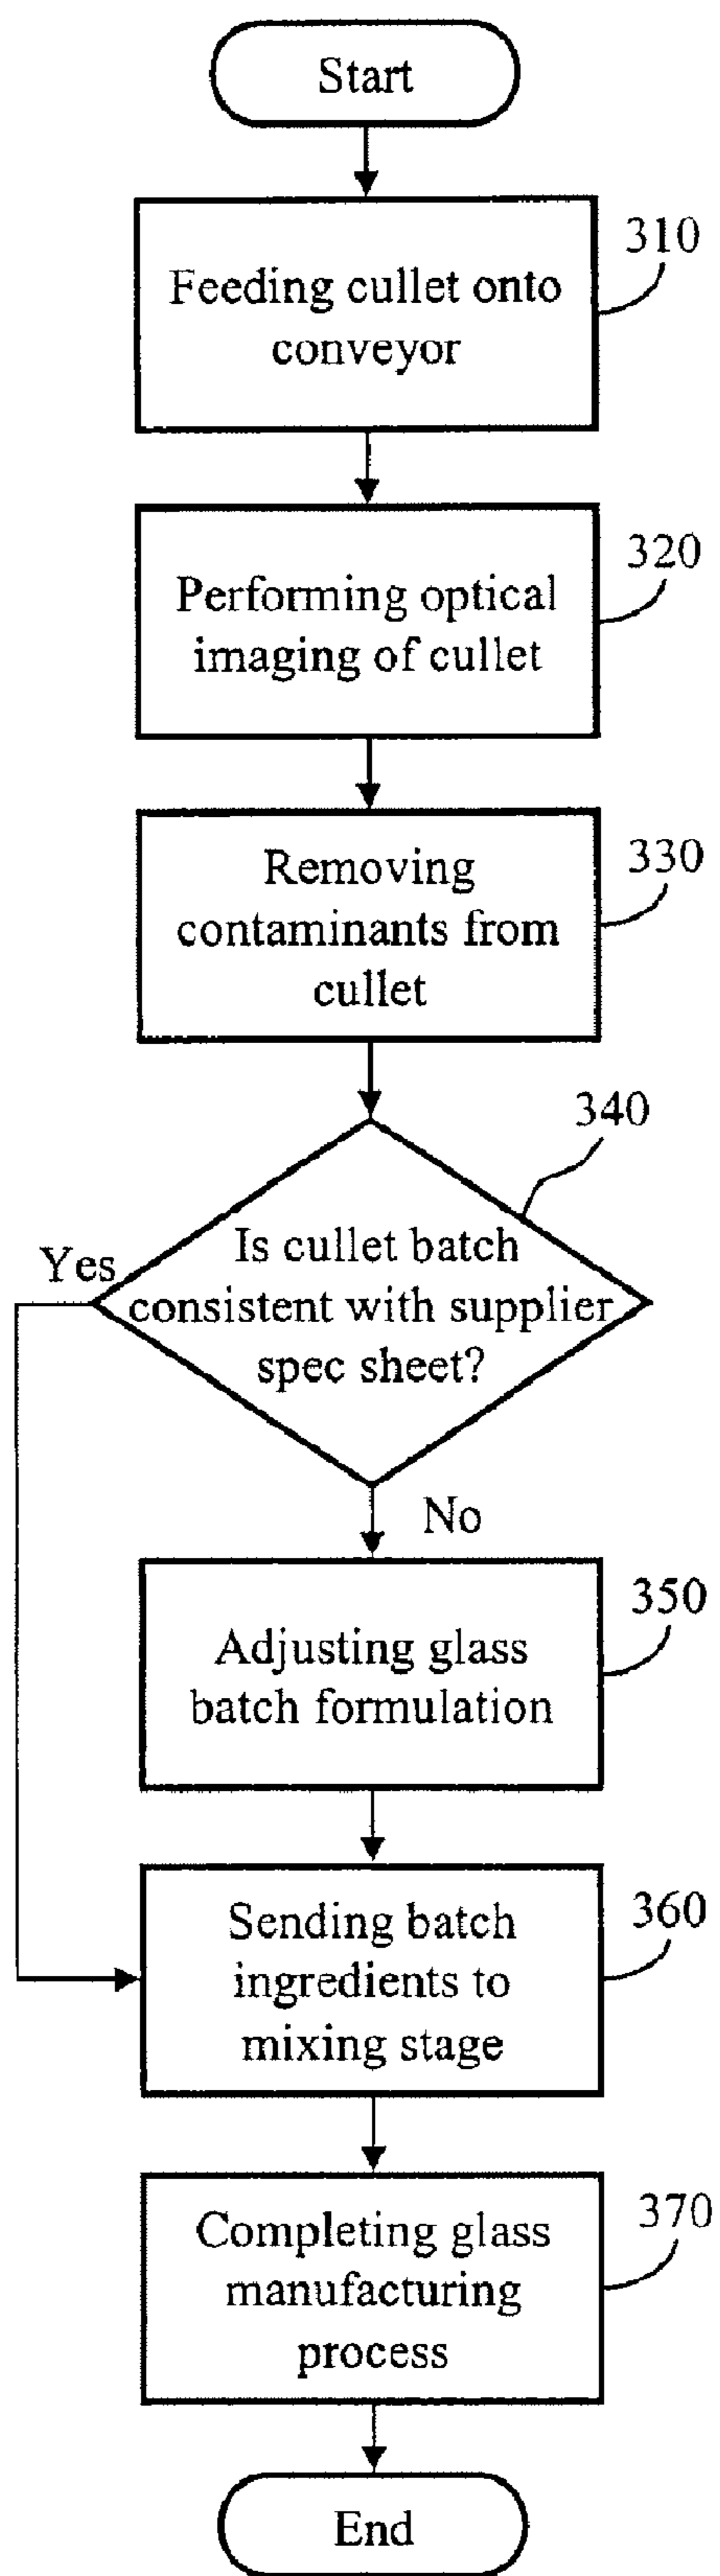 Start
310
Feeding cullet onto
conveyor
320
Performing optical
imaging of cullet
330
Removing
contaminants from
cullet
340
Yes
Is cullet batch
consistent with supplier
spec sheet?
No
350
Adjusting glass
batch formulation
360
Sending batch
ingredients to
mixing stage
370
Completing glass
manufacturing
process
End